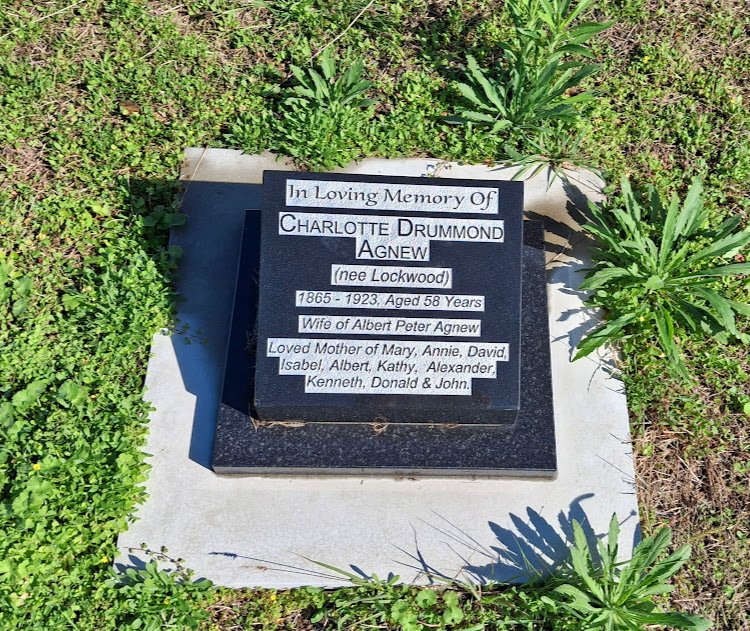 In Loving Memory Of
CHARLOTTE DRUMMOND
AGNEW
(nee Lockwood)
1865 - 1923, Aged 58 Years
Wife of Albert Peter Agnew
Loved Mother of Mary, Annie, David,
Isabel, Albert, Kathy, Alexander,
Kenneth, Donald & John.